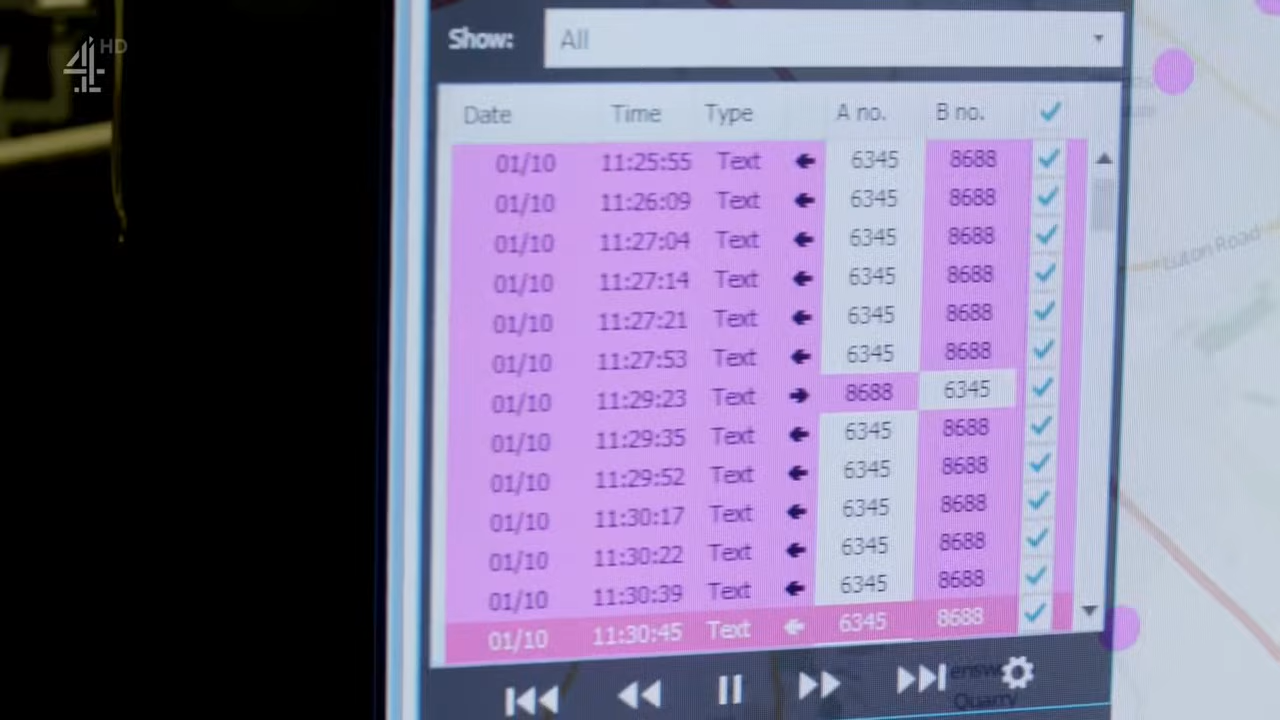 4 HD
Show: All
Date Time Type A no. B no.
01/10 11:25:55 Text 6345 8688
01/10 11:26:09 Text 6345 8688
01/10 11:27:04 Text 6345 8688
01/10 11:27:14 Text 6345 8688
01/10 11:27:21 Text 6345 8688
01/10 11:27:53 Text 6345 8688
01/10 11:29:23 Text 8688 6345
01/10 11:29:35 Text 6345 8688
01/10 11:29:52 Text 6345 8688
01/10 11:30:17 Text 6345 8688
01/10 11:30:22 Text 6345 8688
01/10 11:30:39 Text 6345 8688
01/10 11:30:45 Text 6345 8688
Luton Road
Quarry